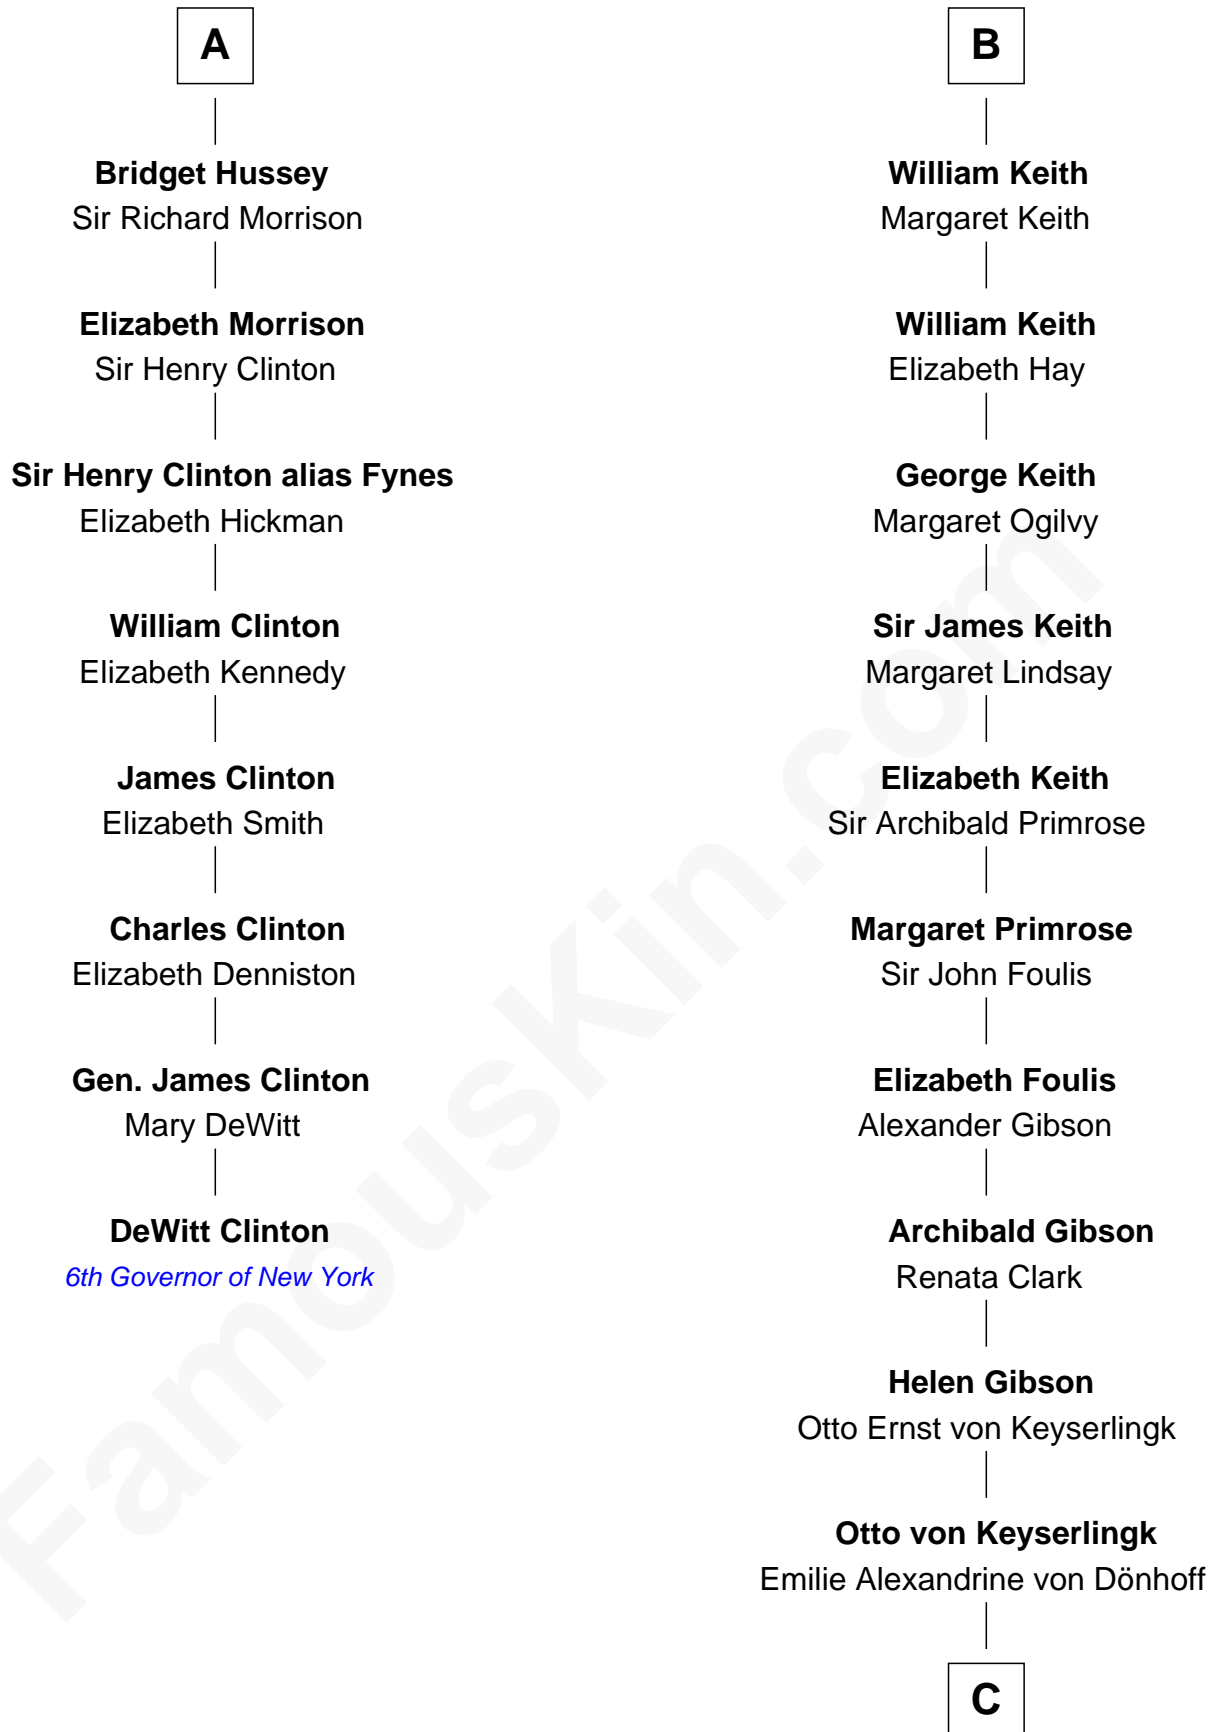 A
Bridget Hussey
Sir Richard Morrison
Elizabeth Morrison
Sir Henry Clinton
Sir Henry Clinton alias Fynes
Elizabeth Hickman
William Clinton
Elizabeth Kennedy
James Clinton
Elizabeth Smith
Charles Clinton
Elizabeth Denniston
Gen. James Clinton
Mary DeWitt
DeWitt Clinton
6th Governor of New York
B
William Keith
Margaret Keith
William Keith
Elizabeth Hay
George Keith
Margaret Ogilvy
Sir James Keith
Margaret Lindsay
Elizabeth Keith
Sir Archibald Primrose
Margaret Primrose
Sir John Foulis
Elizabeth Foulis
Alexander Gibson
Archibald Gibson
Renata Clark
Helen Gibson
Otto Ernst von Keyserlingk
Otto von Keyserlingk
Emilie Alexandrine von Dönhoff
C
FamousKin.com